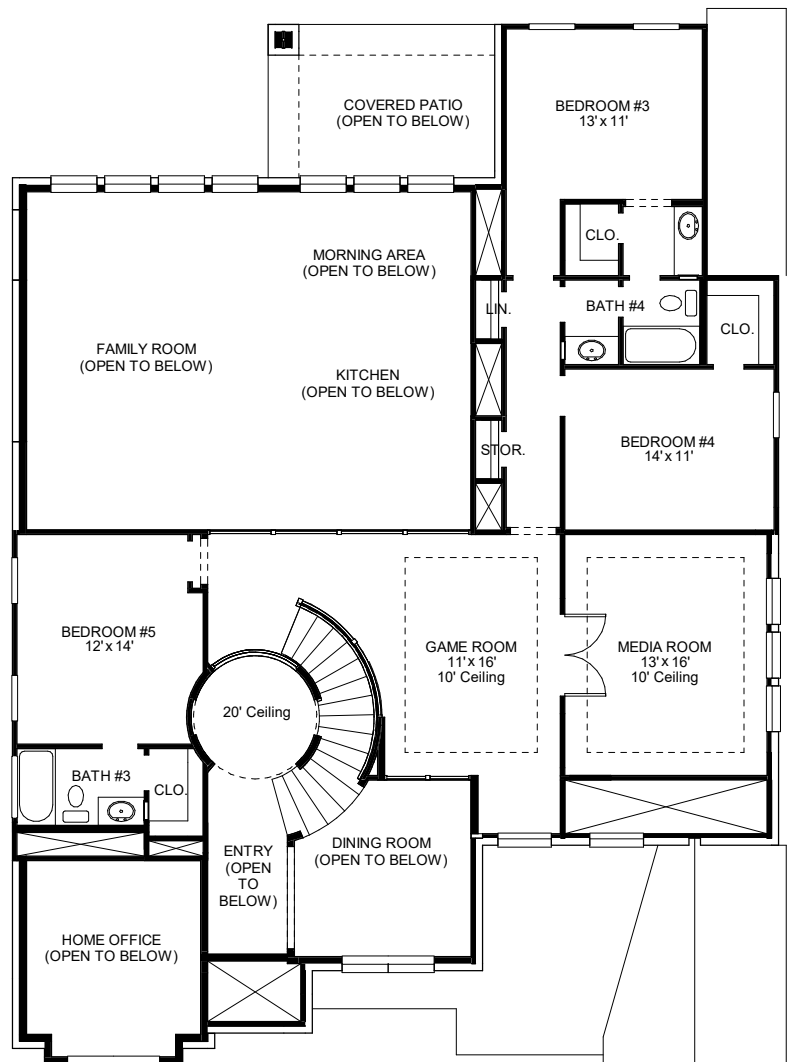 COVERED PATIO
(OPEN TO BELOW)
BEDROOM #3
13' x 11'
CLO.
MORNING AREA
(OPEN TO BELOW)
LIN.
BATH #4
CLO.
FAMILY ROOM
(OPEN TO BELOW)
KITCHEN
(OPEN TO BELOW)
STOR.
BEDROOM #4
14' x 11'
BEDROOM #5
12' x 14'
GAME ROOM
11' x 16'
10' Ceiling
MEDIA ROOM
13' x 16'
10' Ceiling
20' Ceiling
BATH #3
CLO.
ENTRY
(OPEN
TO
BELOW)
DINING ROOM
(OPEN TO BELOW)
HOME OFFICE
(OPEN TO BELOW)